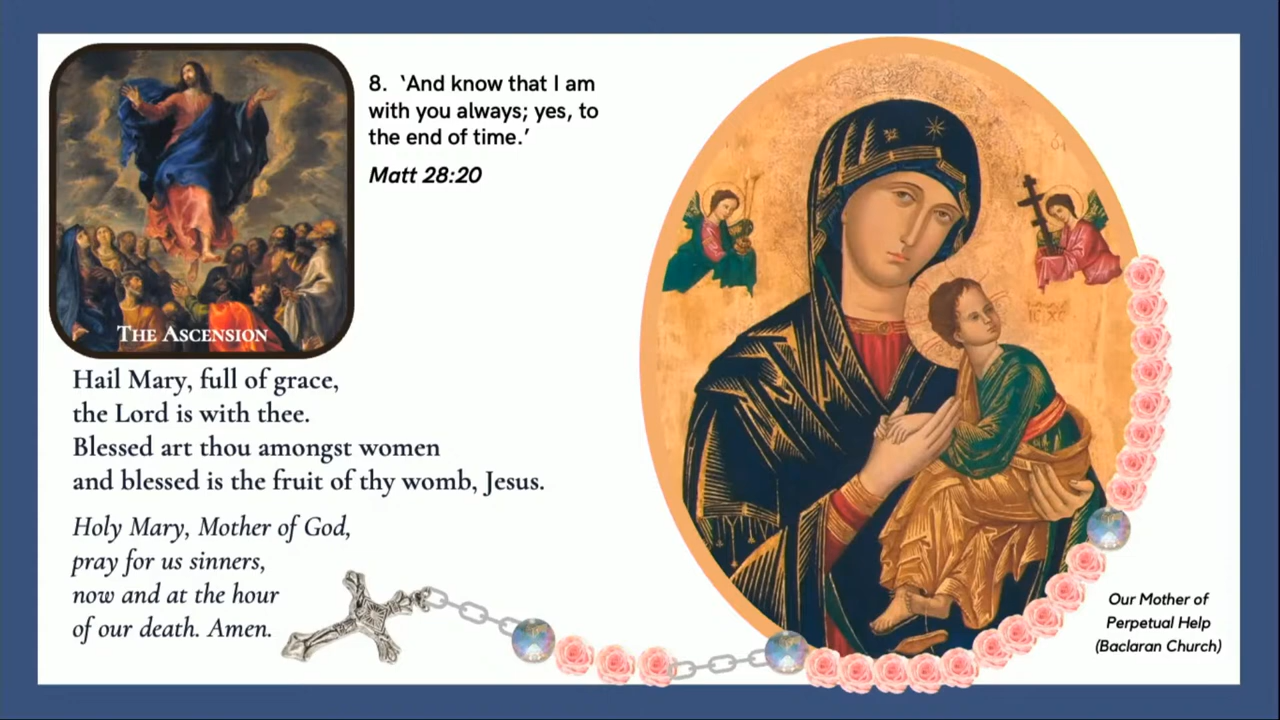 8. ‘And know that I am
with you always; yes, to
the end of time.’
Matt 28:20
THE ASCENSION
Hail Mary, full of grace,
the Lord is with thee.
Blessed art thou amongst women
and blessed is the fruit of thy womb, Jesus.
Holy Mary, Mother of God,
pray for us sinners,
now and at the hour
of our death. Amen.
Our Mother of
Perpetual Help
(Baclaran Church)